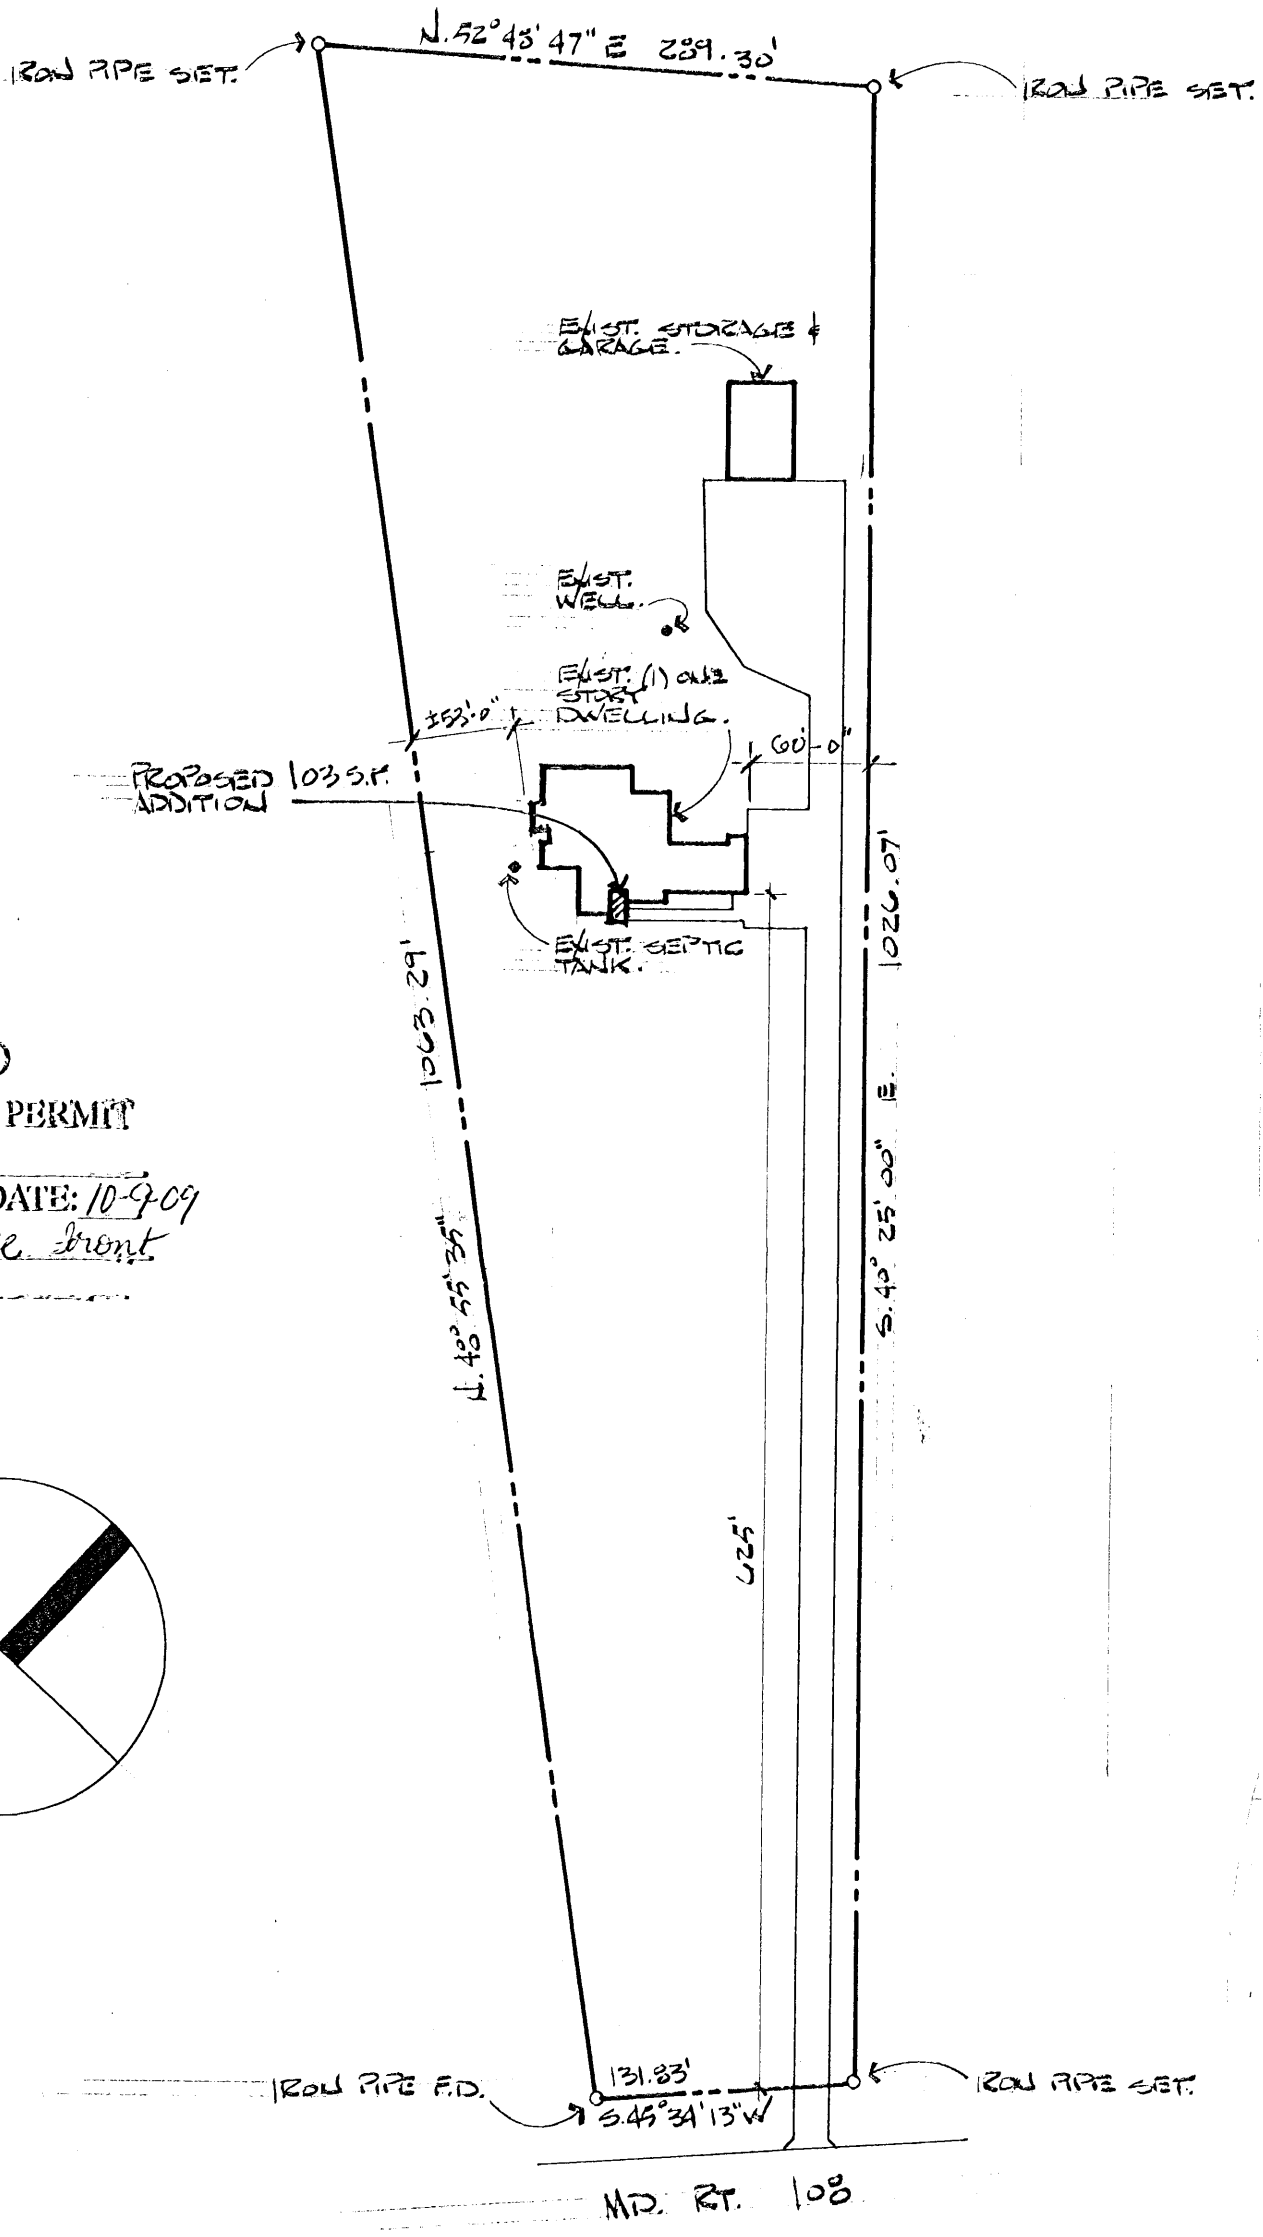 N. 52° 43' 47" E 289.30'
IRON PIPE SET.
IRON PIPE SET.
EXIST. STORAGE &
GARAGE.
EXIST.
WELL.
EXIST. (1) ONE
STORY
DWELLING.
±53'-0"
60'-0"
PROPOSED 103 S.F.
ADDITION
EXIST. SEPTIC
TANK.
1026.07'
1063.29'
PERMIT
DATE: 10-9-09
front
S. 40° 25' 00" E.
N. 48° 55' 35"
625'
IRON PIPE F.D.
131.83'
S. 45° 34' 13" W
IRON PIPE SET.
MD. RT. 108